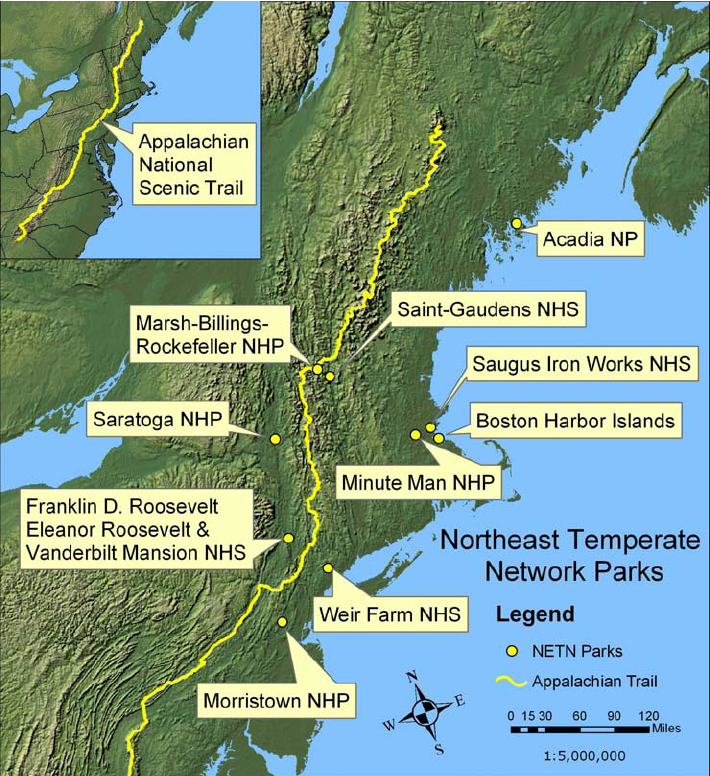 Appalachian
National
Scenic Trail
Acadia NP
Marsh-Billings-
Rockefeller NHP
Saint-Gaudens NHS
Saugus Iron Works NHS
Saratoga NHP
Boston Harbor Islands
Minute Man NHP
Franklin D. Roosevelt
Eleanor Roosevelt &
Vanderbilt Mansion NHS
Northeast Temperate
Network Parks
Weir Farm NHS
Legend
NETN Parks
Appalachian Trail
Morristown NHP
N
E
W
S
0 15 30 60 90 120
Miles
1:5,000,000